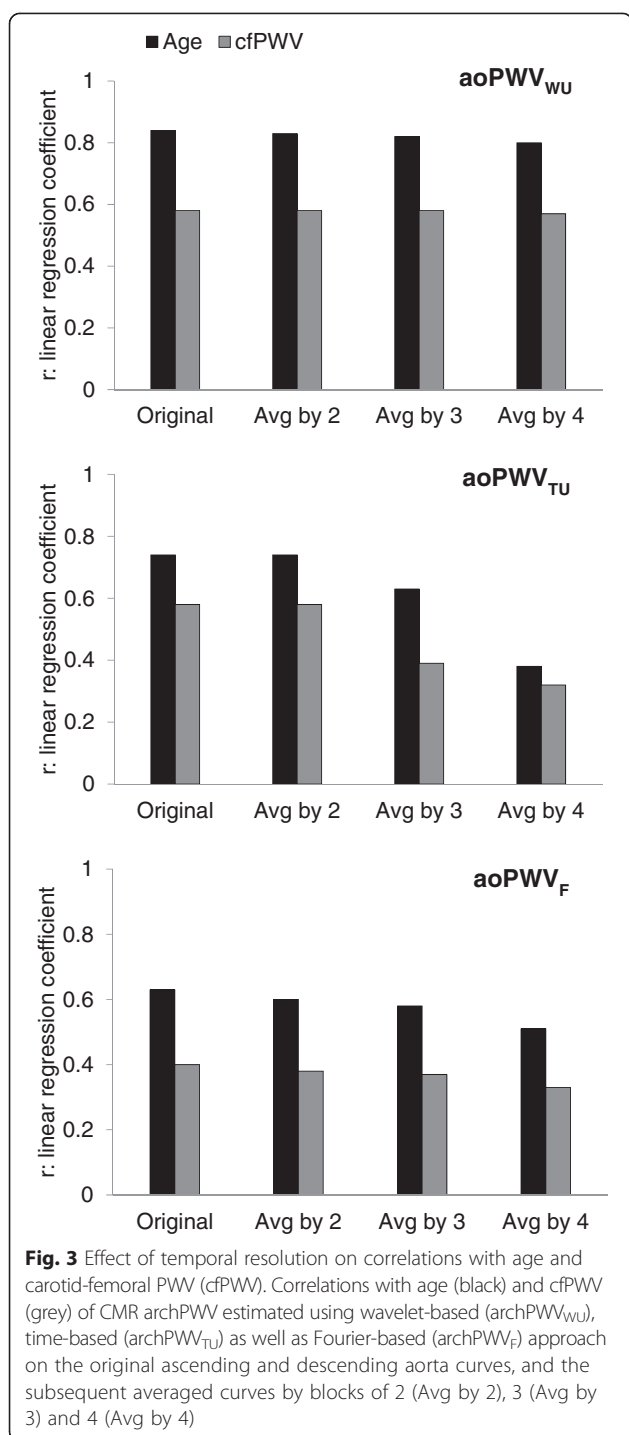 Age cfPWV
aoPWV_WU
r: linear regression coefficient
1
0.8
0.6
0.4
0.2
0
Original Avg by 2 Avg by 3 Avg by 4
aoPWV_TU
r: linear regression coefficient
1
0.8
0.6
0.4
0.2
0
Original Avg by 2 Avg by 3 Avg by 4
aoPWV_F
r: linear regression coefficient
1
0.8
0.6
0.4
0.2
0
Original Avg by 2 Avg by 3 Avg by 4
Fig. 3 Effect of temporal resolution on correlations with age and
carotid-femoral PWV (cfPWV). Correlations with age (black) and cfPWV
(grey) of CMR archPWV estimated using wavelet-based (archPWV_WU),
time-based (archPWV_TU) as well as Fourier-based (archPWV_F) approach
on the original ascending and descending aorta curves, and the
subsequent averaged curves by blocks of 2 (Avg by 2), 3 (Avg by
3) and 4 (Avg by 4)